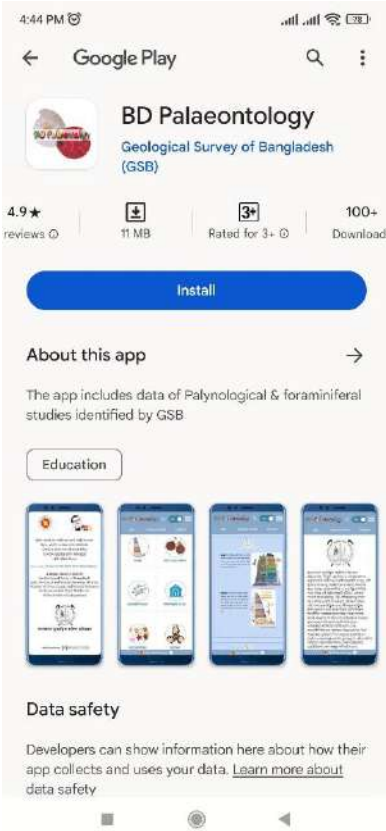 4:44 PM
28
Google Play
BD Palaeontology
BD Palaeontology
Geological Survey of Bangladesh
(GSB)
4.9★
reviews
11 MB
3+
Rated for 3+
100+
Download
Install
About this app
The app includes data of Palynological & foraminiferal
studies identified by GSB
Education
Data safety
Developers can show information here about how their
app collects and uses your data. Learn more about
data safety